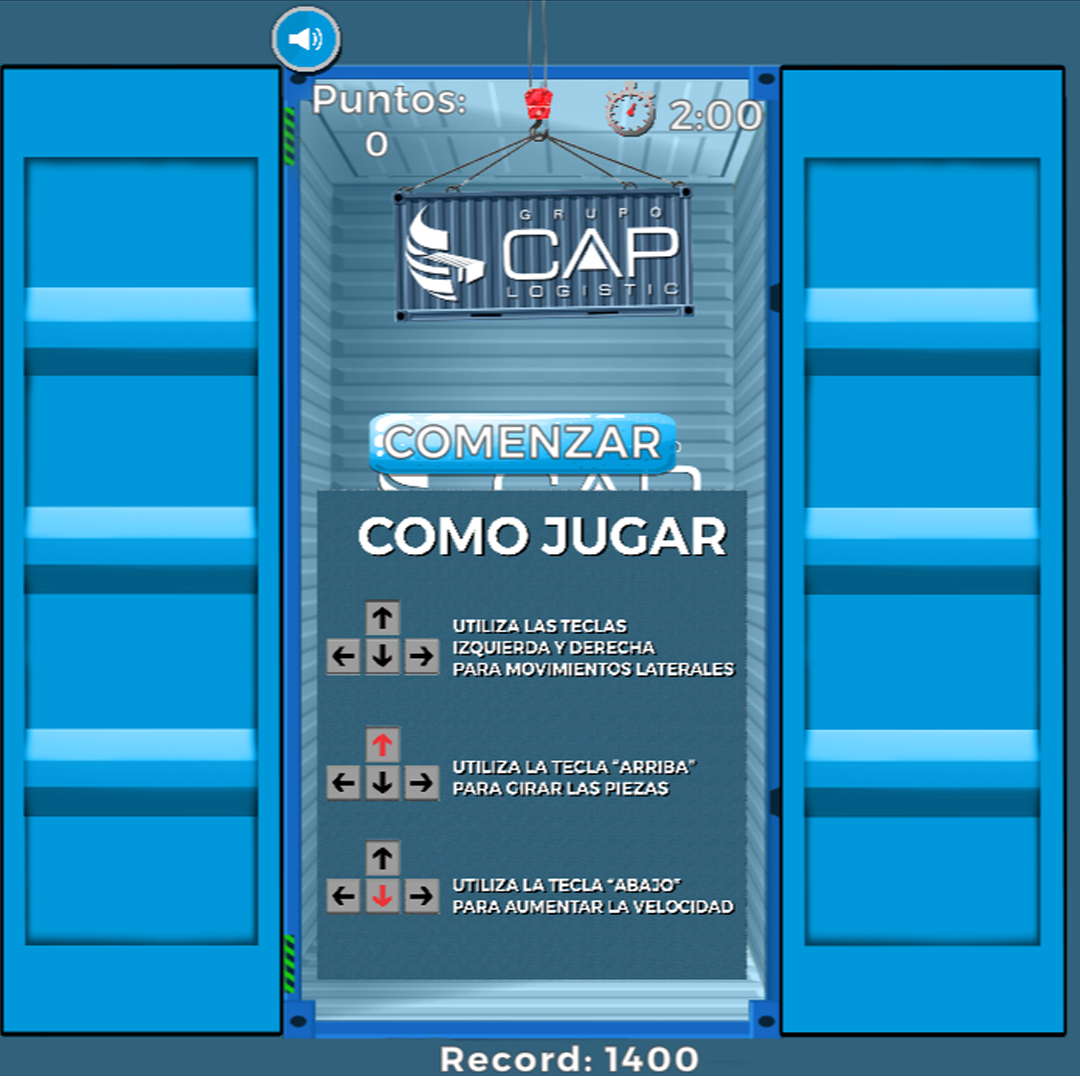 Puntos:
0
2:00
GRUPO
CAP
LOGISTIC
COMENZAR
COMO JUGAR
UTILIZA LAS TECLAS
IZQUIERDA Y DERECHA
PARA MOVIMIENTOS LATERALES
UTILIZA LA TECLA "ARRIBA"
PARA GIRAR LAS PIEZAS
UTILIZA LA TECLA "ABAJO"
PARA AUMENTAR LA VELOCIDAD
Record: 1400